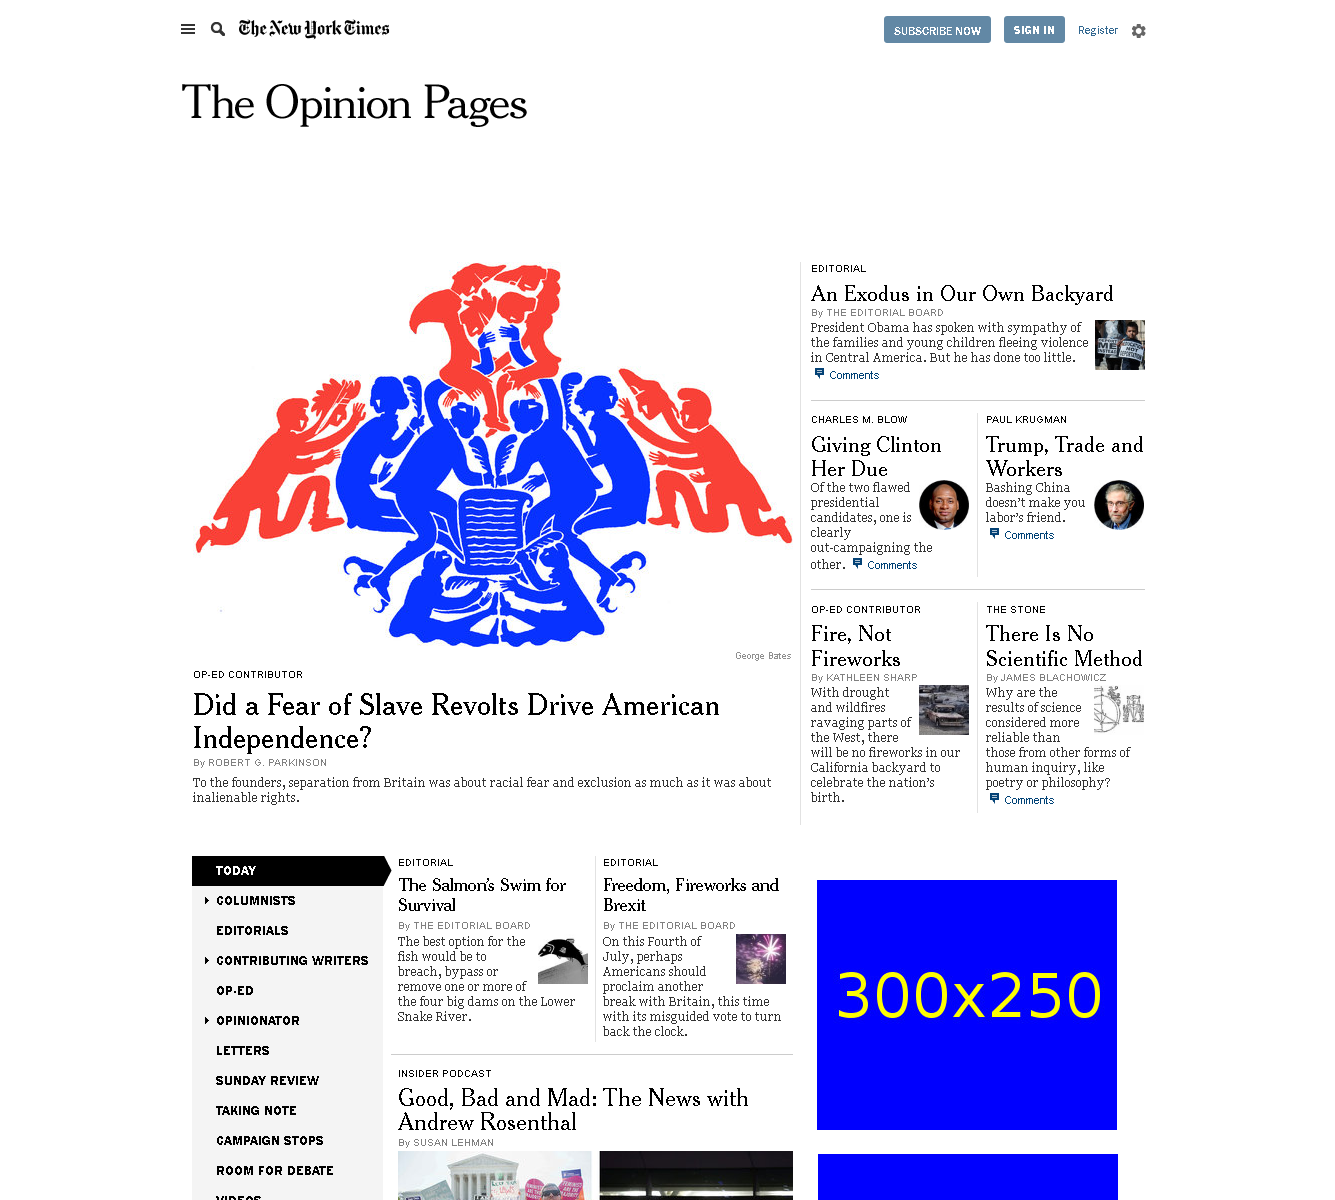 The New York Times
SUBSCRIBE NOW
SIGN IN
Register
The Opinion Pages
George Bates
OP-ED CONTRIBUTOR
Did a Fear of Slave Revolts Drive American
Independence?
By ROBERT G. PARKINSON
To the founders, separation from Britain was about racial fear and exclusion as much as it was about
inalienable rights.
EDITORIAL
An Exodus in Our Own Backyard
By THE EDITORIAL BOARD
President Obama has spoken with sympathy of
the families and young children fleeing violence
in Central America. But he has done too little.
Comments
CHARLES M. BLOW
Giving Clinton
Her Due
Of the two flawed
presidential
candidates, one is
clearly
out-campaigning the
other. Comments
PAUL KRUGMAN
Trump, Trade and
Workers
Bashing China
doesn't make you
labor's friend.
Comments
OP-ED CONTRIBUTOR
Fire, Not
Fireworks
By KATHLEEN SHARP
With drought
and wildfires
ravaging parts of
the West, there
will be no fireworks in our
California backyard to
celebrate the nation's
birth.
THE STONE
There Is No
Scientific Method
By JAMES BLACHOWICZ
Why are the
results of science
considered more
reliable than
those from other forms of
human inquiry, like
poetry or philosophy?
Comments
TODAY
COLUMNISTS
EDITORIALS
CONTRIBUTING WRITERS
OP-ED
OPINIONATOR
LETTERS
SUNDAY REVIEW
TAKING NOTE
CAMPAIGN STOPS
ROOM FOR DEBATE
VIDEOS
EDITORIAL
The Salmon's Swim for
Survival
By THE EDITORIAL BOARD
The best option for the
fish would be to
breach, bypass or
remove one or more of
the four big dams on the Lower
Snake River.
EDITORIAL
Freedom, Fireworks and
Brexit
By THE EDITORIAL BOARD
On this Fourth of
July, perhaps
Americans should
proclaim another
break with Britain, this time
with its misguided vote to turn
back the clock.
INSIDER PODCAST
Good, Bad and Mad: The News with
Andrew Rosenthal
By SUSAN LEHMAN
300x250